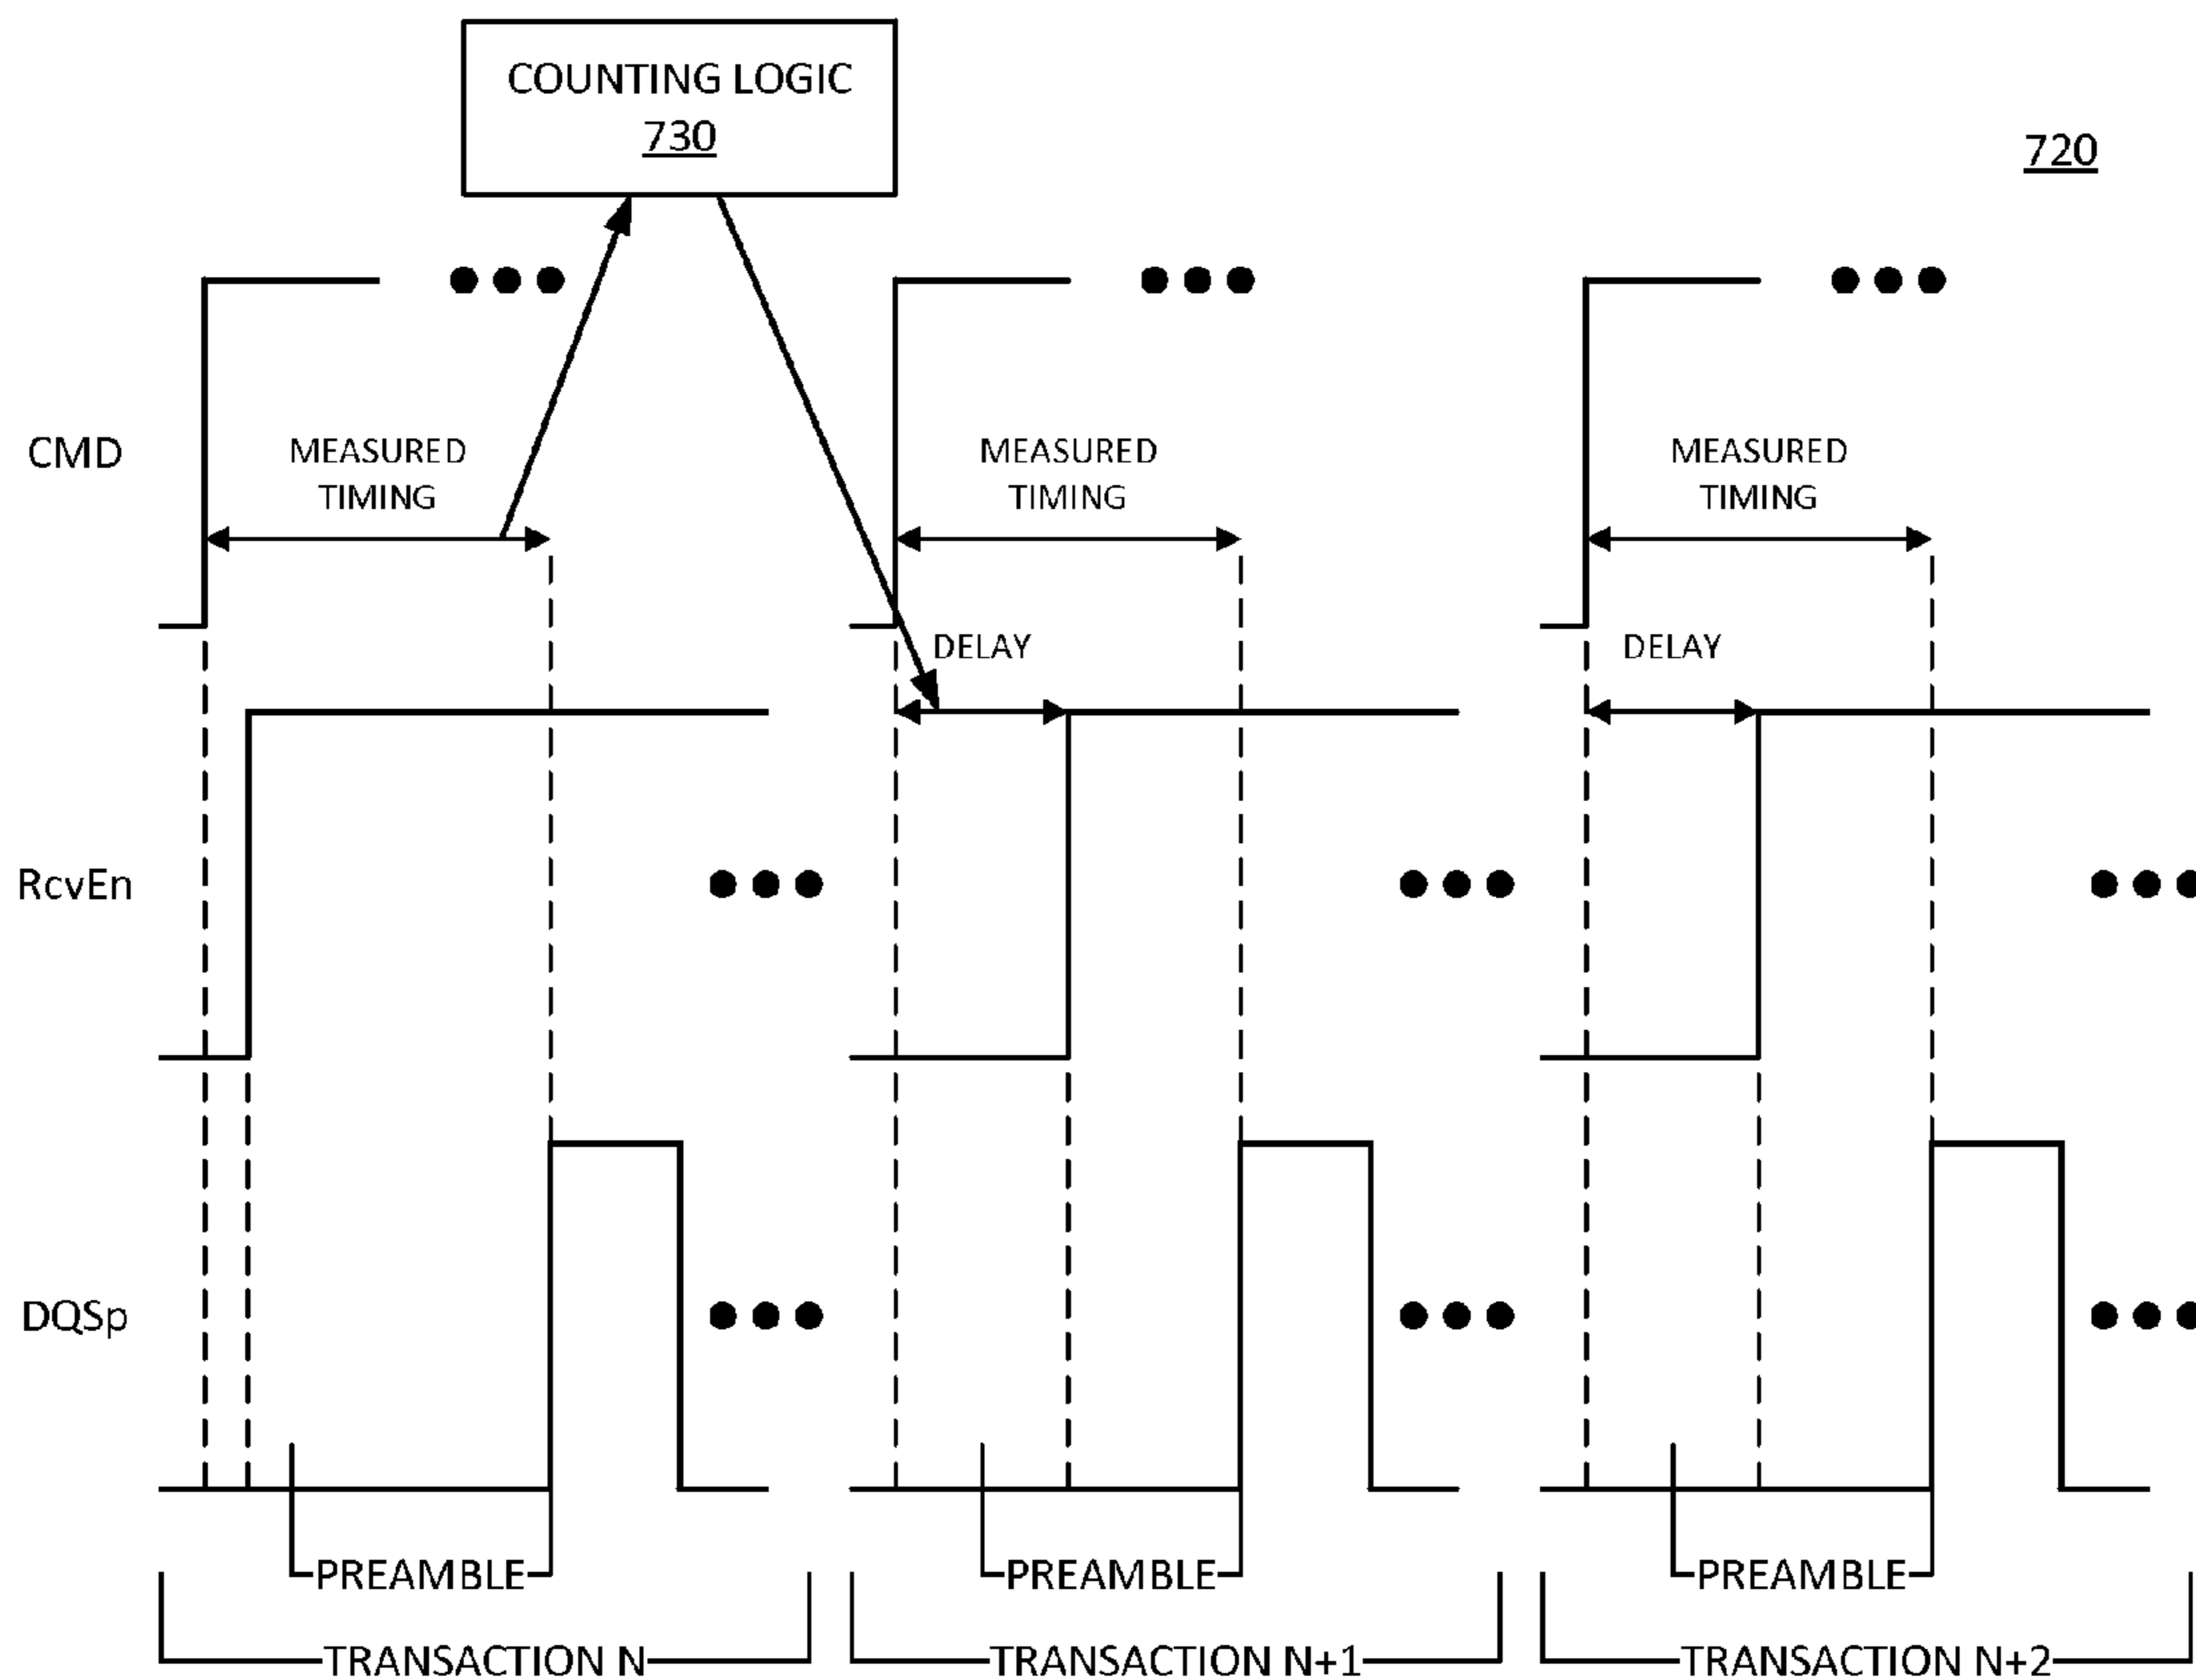 COUNTING LOGIC
730
720
CMD
MEASURED
TIMING
MEASURED
TIMING
MEASURED
TIMING
DELAY
DELAY
RcvEn
DQSp
PREAMBLE
PREAMBLE
PREAMBLE
TRANSACTION N
TRANSACTION N+1
TRANSACTION N+2